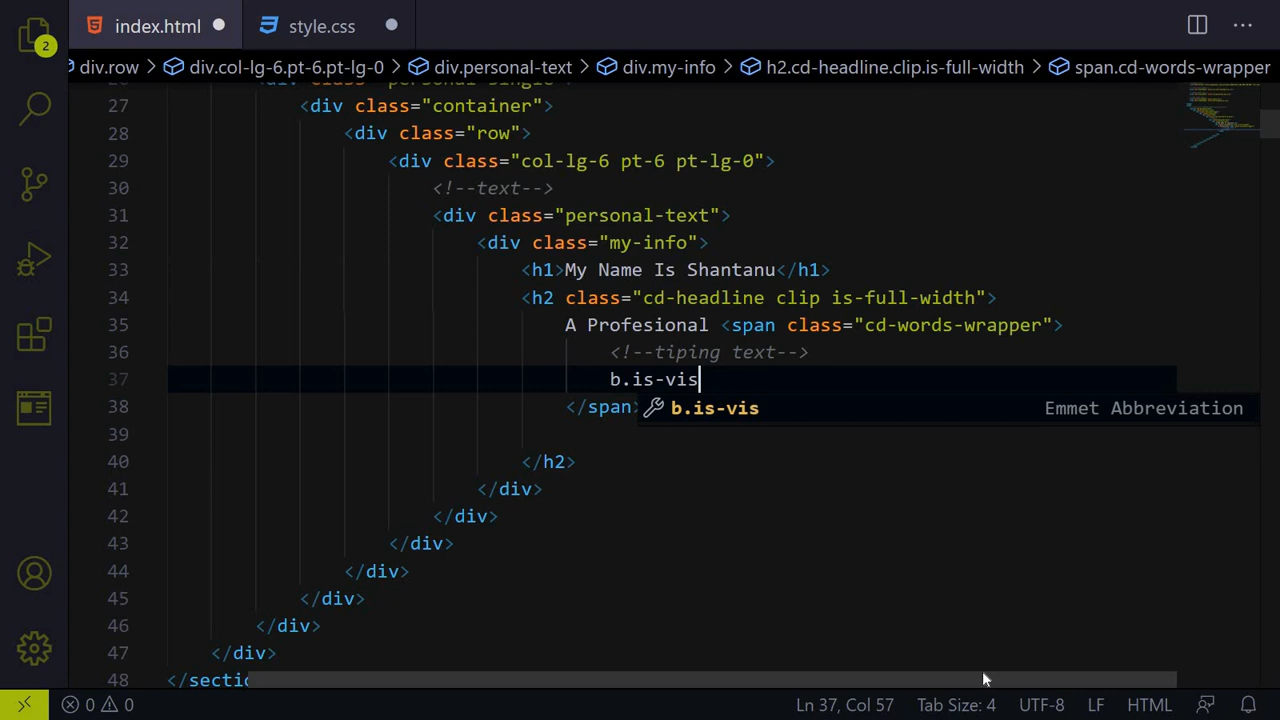 index.html
style.css
2
div.row > div.col-lg-6.pt-6.pt-lg-0 > div.personal-text > div.my-info > h2.cd-headline.clip.is-full-width > span.cd-words-wrapper
26 <div class="personal-single">
27 <div class="container">
28 <div class="row">
29 <div class="col-lg-6 pt-6 pt-lg-0">
30 <!--text-->
31 <div class="personal-text">
32 <div class="my-info">
33 <h1>My Name Is Shantanu</h1>
34 <h2 class="cd-headline clip is-full-width">
35 A Profesional <span class="cd-words-wrapper">
36 <!--tiping text-->
37 b.is-vis
38 </span>
b.is-vis Emmet Abbreviation
39
40 </h2>
41 </div>
42 </div>
43 </div>
44 </div>
45 </div>
46 </div>
47 </div>
48 </sectio
0 0 Ln 37, Col 57 Tab Size: 4 UTF-8 LF HTML